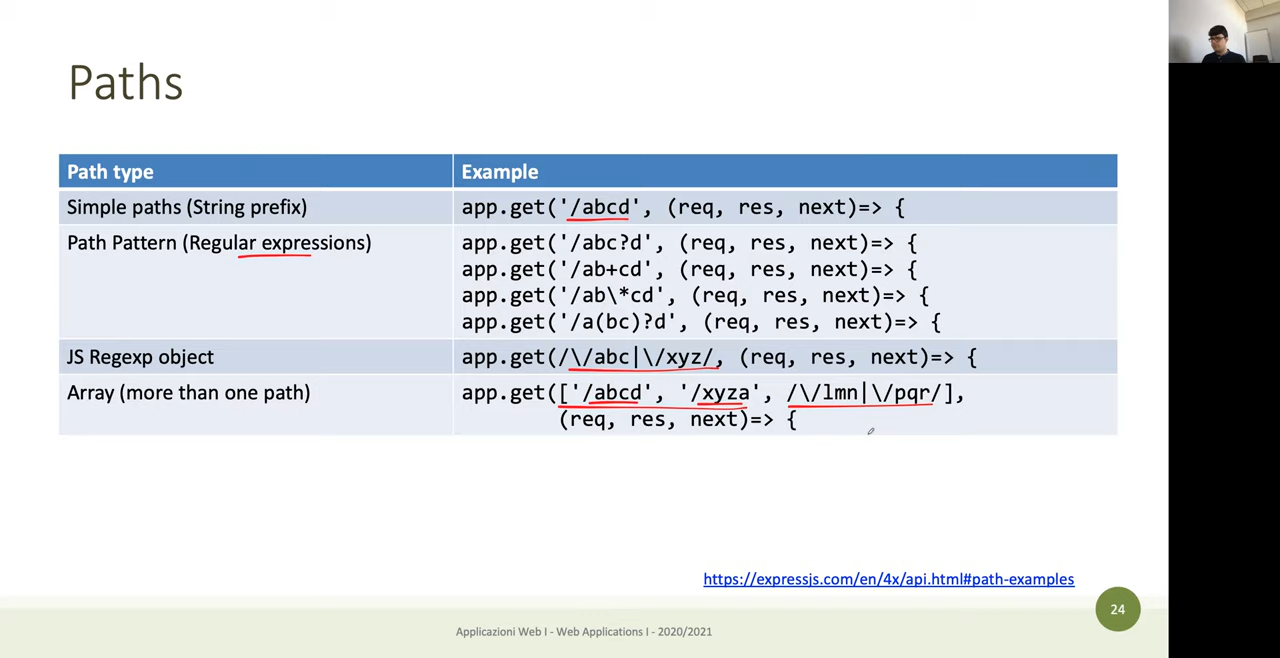 Paths
Path type Example
Simple paths (String prefix) app.get('/abcd', (req, res, next)=> {
Path Pattern (Regular expressions) app.get('/abc?d', (req, res, next)=> {
app.get('/ab+cd', (req, res, next)=> {
app.get('/ab\*cd', (req, res, next)=> {
app.get('/a(bc)?d', (req, res, next)=> {
JS Regexp object app.get(/\/abc|\/xyz/, (req, res, next)=> {
Array (more than one path) app.get(['/abcd', '/xyza', /\/lmn|\/pqr/],
(req, res, next)=> {
https://expressjs.com/en/4x/api.html#path-examples
24
Applicazioni Web I - Web Applications I - 2020/2021